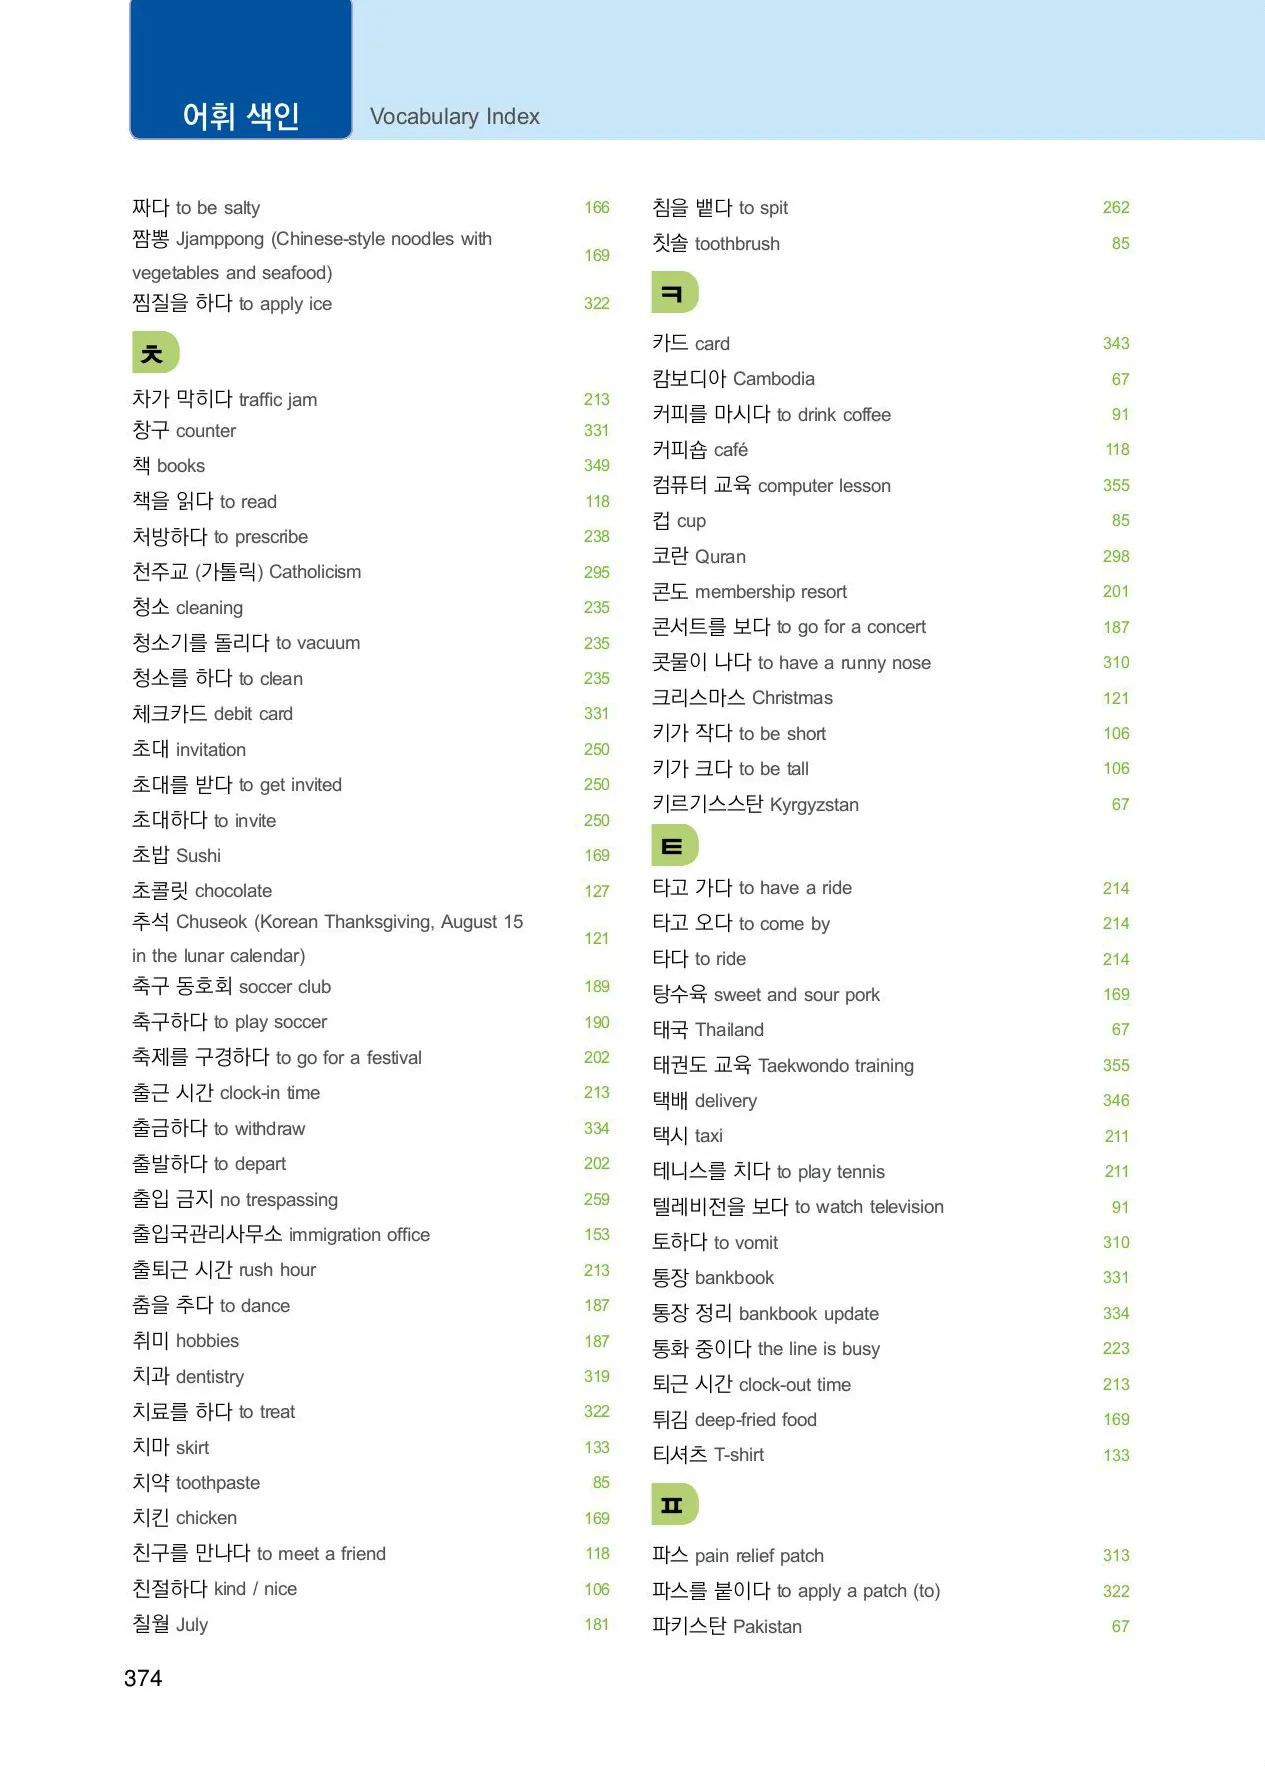 어휘 색인 Vocabulary Index
짜다 to be salty 166
짬뽕 Jjamppong (Chinese-style noodles with
vegetables and seafood) 169
찜질을 하다 to apply ice 322
ㅊ
차가 막히다 traffic jam 213
창구 counter 331
책 books 349
책을 읽다 to read 118
처방하다 to prescribe 238
천주교 (가톨릭) Catholicism 295
청소 cleaning 235
청소기를 돌리다 to vacuum 235
청소를 하다 to clean 235
체크카드 debit card 331
초대 invitation 250
초대를 받다 to get invited 250
초대하다 to invite 250
초밥 Sushi 169
초콜릿 chocolate 127
추석 Chuseok (Korean Thanksgiving, August 15
in the lunar calendar) 121
축구 동호회 soccer club 189
축구하다 to play soccer 190
축제를 구경하다 to go for a festival 202
출근 시간 clock-in time 213
출금하다 to withdraw 334
출발하다 to depart 202
출입 금지 no trespassing 259
출입국관리사무소 immigration office 153
출퇴근 시간 rush hour 213
춤을 추다 to dance 187
취미 hobbies 187
치과 dentistry 319
치료를 하다 to treat 322
치마 skirt 133
치약 toothpaste 85
치킨 chicken 169
친구를 만나다 to meet a friend 118
친절하다 kind / nice 106
칠월 July 181
침을 뱉다 to spit 262
칫솔 toothbrush 85
ㅋ
카드 card 343
캄보디아 Cambodia 67
커피를 마시다 to drink coffee 91
커피숍 café 118
컴퓨터 교육 computer lesson 355
컵 cup 85
코란 Quran 298
콘도 membership resort 201
콘서트를 보다 to go for a concert 187
콧물이 나다 to have a runny nose 310
크리스마스 Christmas 121
키가 작다 to be short 106
키가 크다 to be tall 106
키르기스스탄 Kyrgyzstan 67
ㅌ
타고 가다 to have a ride 214
타고 오다 to come by 214
타다 to ride 214
탕수육 sweet and sour pork 169
태국 Thailand 67
태권도 교육 Taekwondo training 355
택배 delivery 346
택시 taxi 211
테니스를 치다 to play tennis 211
텔레비전을 보다 to watch television 91
토하다 to vomit 310
통장 bankbook 331
통장 정리 bankbook update 334
통화 중이다 the line is busy 223
퇴근 시간 clock-out time 213
튀김 deep-fried food 169
티셔츠 T-shirt 133
ㅍ
파스 pain relief patch 313
파스를 붙이다 to apply a patch (to) 322
파키스탄 Pakistan 67
374